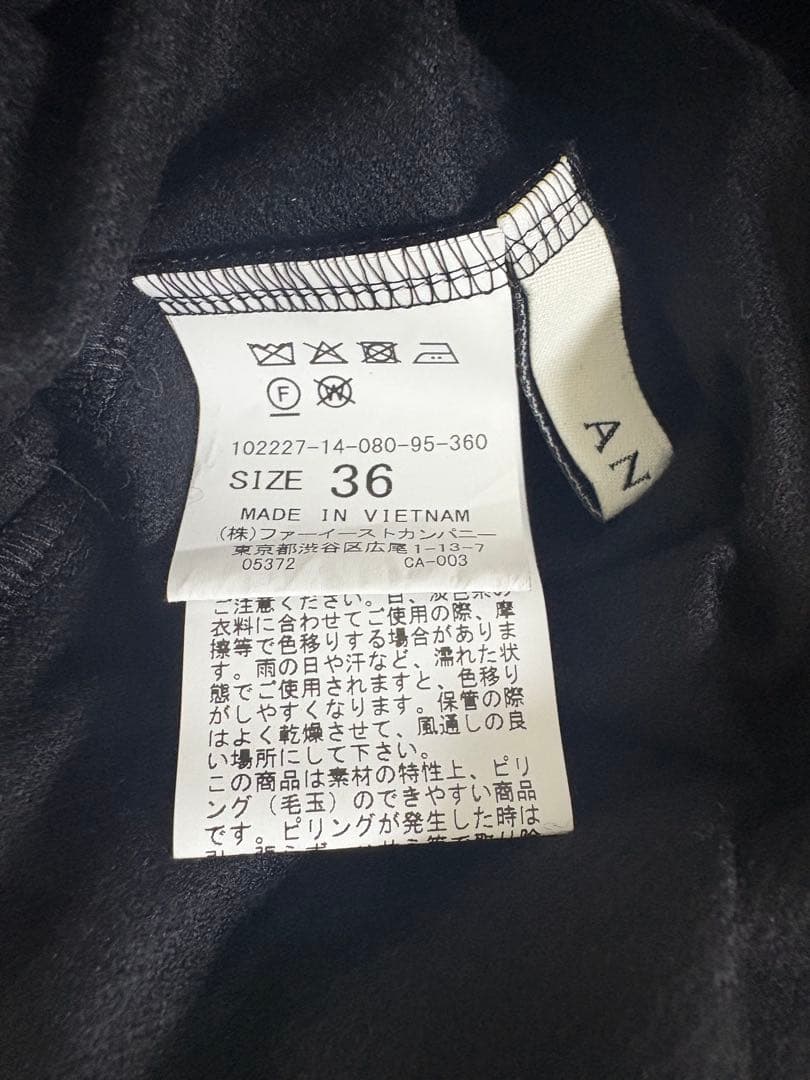 F
W
102227-14-080-95-360
SIZE 36
MADE IN VIETNAM
(株)ファーイーストカンパニー
東京都渋谷区広尾1-13-7
05372 CA-003
ご注意ください。白、淡色系の
衣料に合わせてご使用の際、摩
擦等で色移りする場合がありま
す。雨の日や汗など、濡れた状
態でご使用されますと、色移り
がしやすくなります。保管の際
はよく乾燥させて、風通しの良
い場所にして下さい。
この商品は素材の特性上、ピリ
ング(毛玉)のできやすい商品
です。ピリングが発生した時は
AN